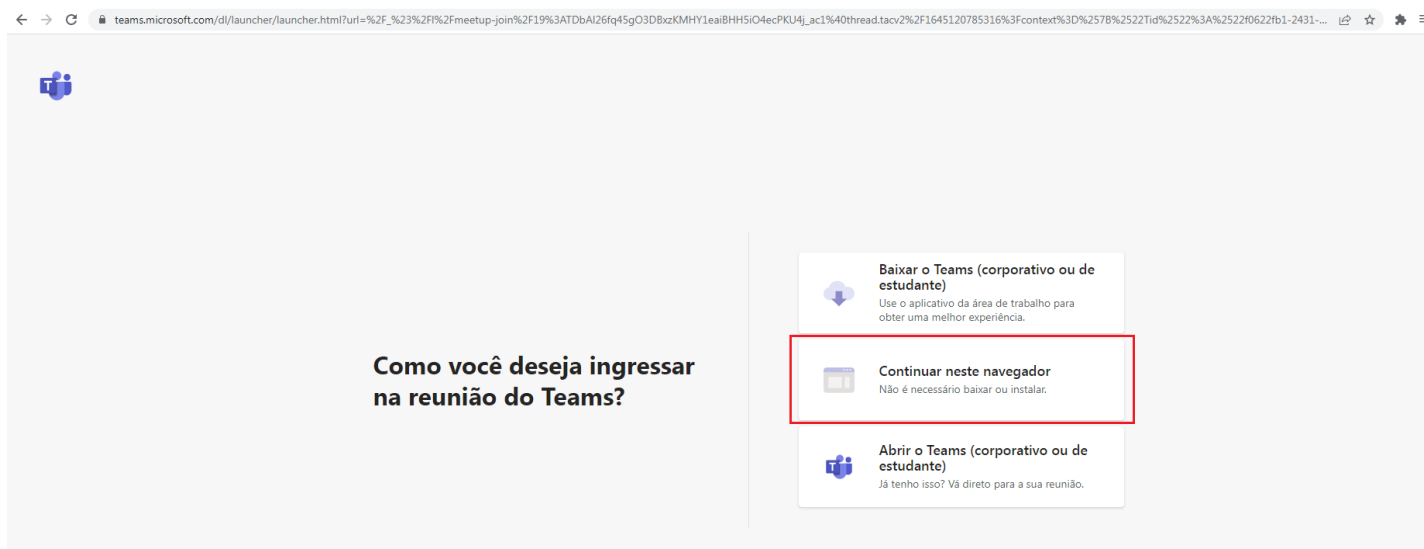 teams.microsoft.com/dl/launcher/launcher.html?url=%2F_%23%2Fl%2Fmeetup-join%2F19%3ATDbAl26fq45gO3DBxzKMHY1eaiBHH5iO4ecPKU4j_ac1%40thread.tacv2%2F1645120785316%3Fcontext%3D%257B%2522Tid%2522%3A%2522f0622fb1-2431-...
T
Baixar o Teams (corporativo ou de
estudante)
Use o aplicativo da área de trabalho para
obter uma melhor experiência.
Como você deseja ingressar
na reunião do Teams?
Continuar neste navegador
Não é necessário baixar ou instalar.
T
Abrir o Teams (corporativo ou de
estudante)
Já tenho isso? Vá direto para a sua reunião.